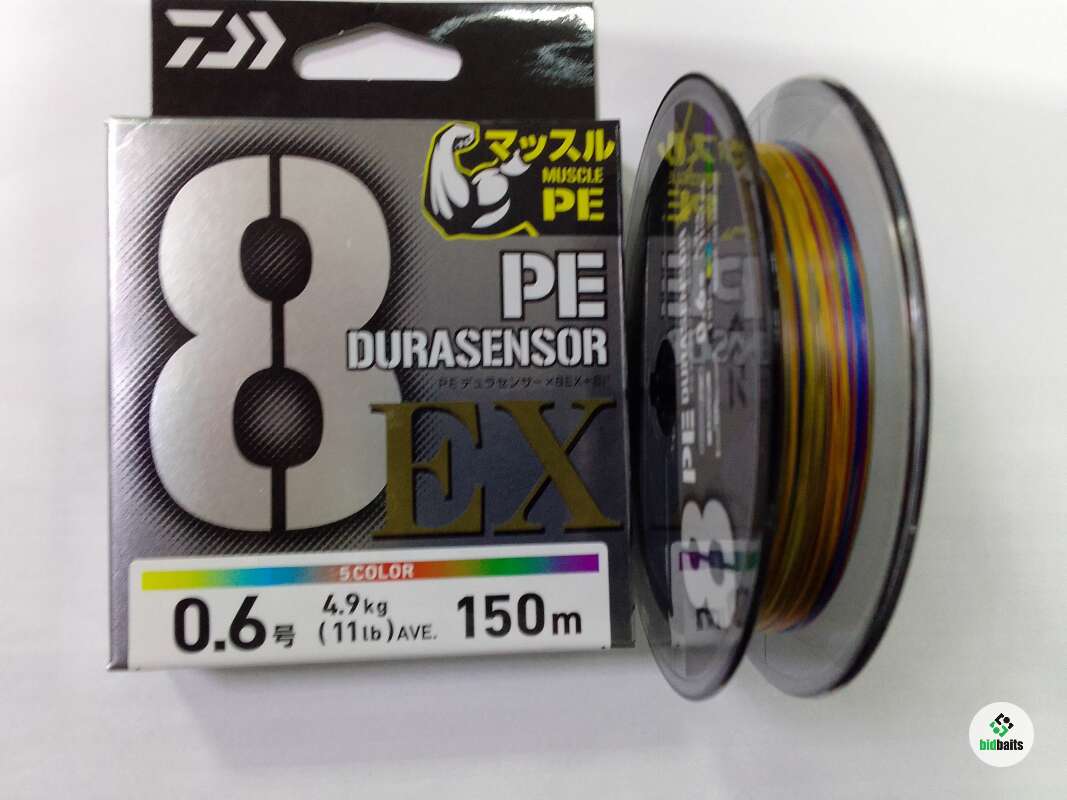 マッスル
MUSCLE
PE
8
PE
DURASENSOR
PEデュラセンサー×8EX+Si³
EX
5COLOR
0.6号
4.9kg
(11lb)AVE.
150m
bidbaits